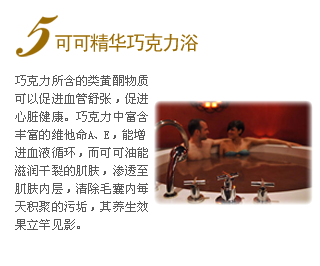 5 可可精华巧克力浴
巧克力所含的类黄酮物质
可以促进血管舒张，促进
心脏健康。巧克力中富含
丰富的维他命A、E，能增
进血液循环，而可可油能
滋润干裂的肌肤，渗透至
肌肤内层，清除毛囊内每
天积聚的污垢，其养生效
果立竿见影。